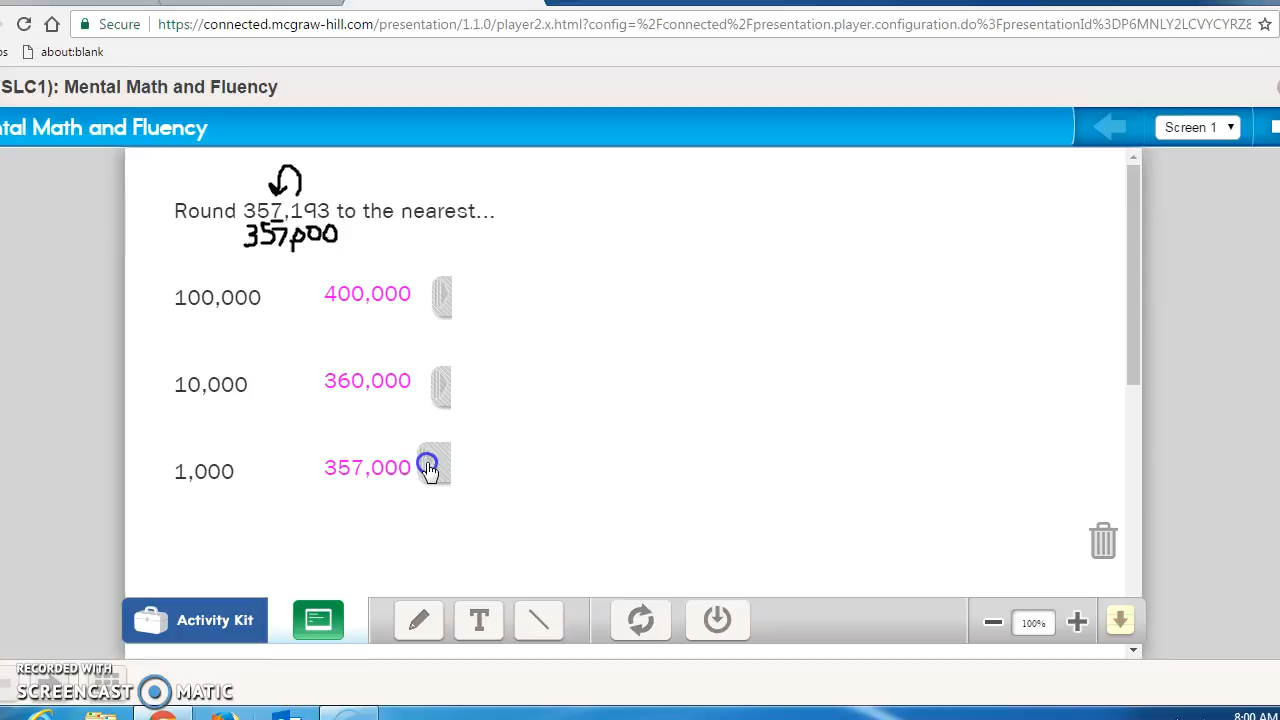 Secure https://connected.mcgraw-hill.com/presentation/1.1.0/player2.x.html?config=%2Fconnected%2Fpresentation.player.configuration.do%3FpresentationId%3DP6MNLY2LCVYCYRZ8
ps about:blank
SLC1): Mental Math and Fluency
ntal Math and Fluency
Screen 1
Round 357,193 to the nearest...
357,000
100,000 400,000
10,000 360,000
1,000 357,000
Activity Kit T 100%
RECORDED WITH
SCREENCAST MATIC
8:00 AM